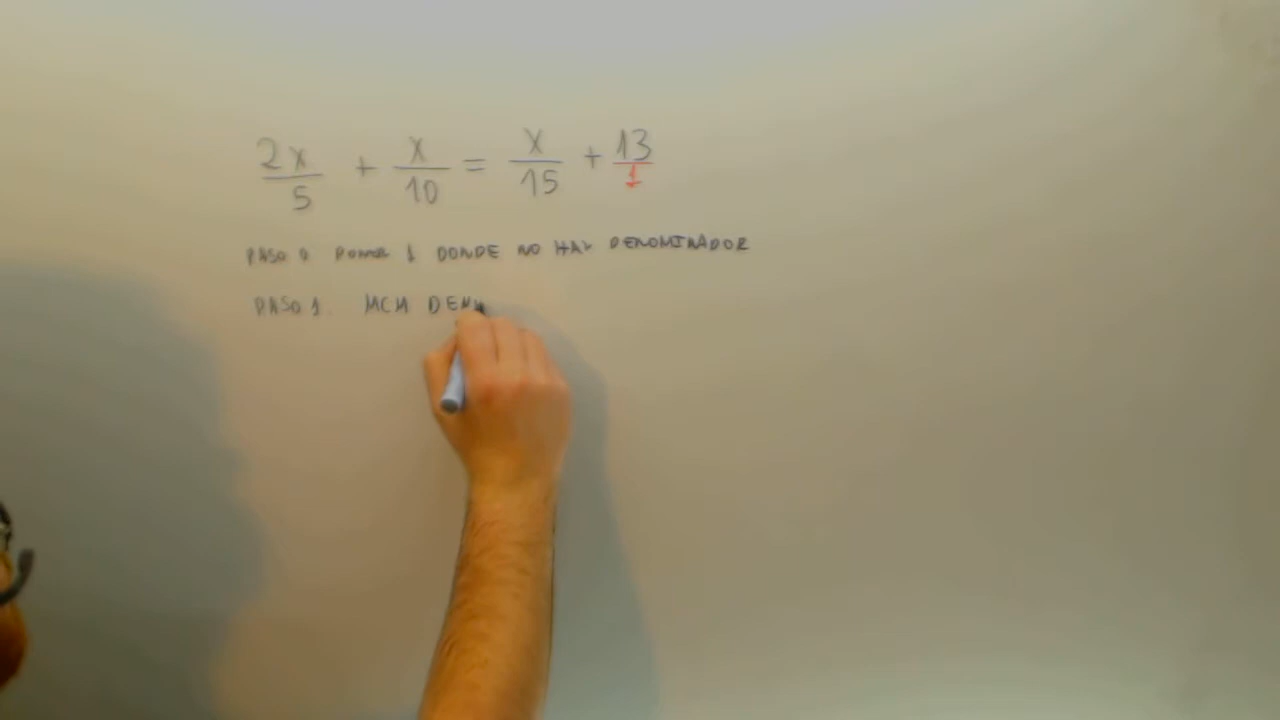 2x/5 + x/10 = x/15 + 13/1
PASO 0 PONER 1 DONDE NO HAY DENOMINADOR
PASO 1. MCM DEN